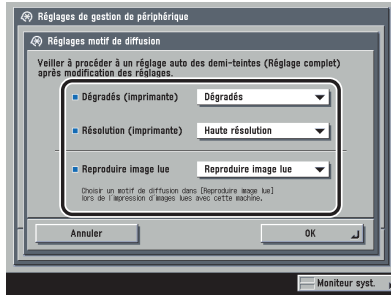 Réglages de gestion de périphérique
Réglages motif de diffusion
Veiller à procéder à un réglage auto des demi-teintes (Réglage complet)
après modification des réglages.
Dégradés (imprimante) Dégradés
Résolution (imprimante) Haute résolution
Reproduire image lue Reproduire image lue
Choisir un motif de diffusion dans [Reproduire image lue]
lors de l'impression d'images lues avec cette machine.
Annuler OK
Moniteur syst.